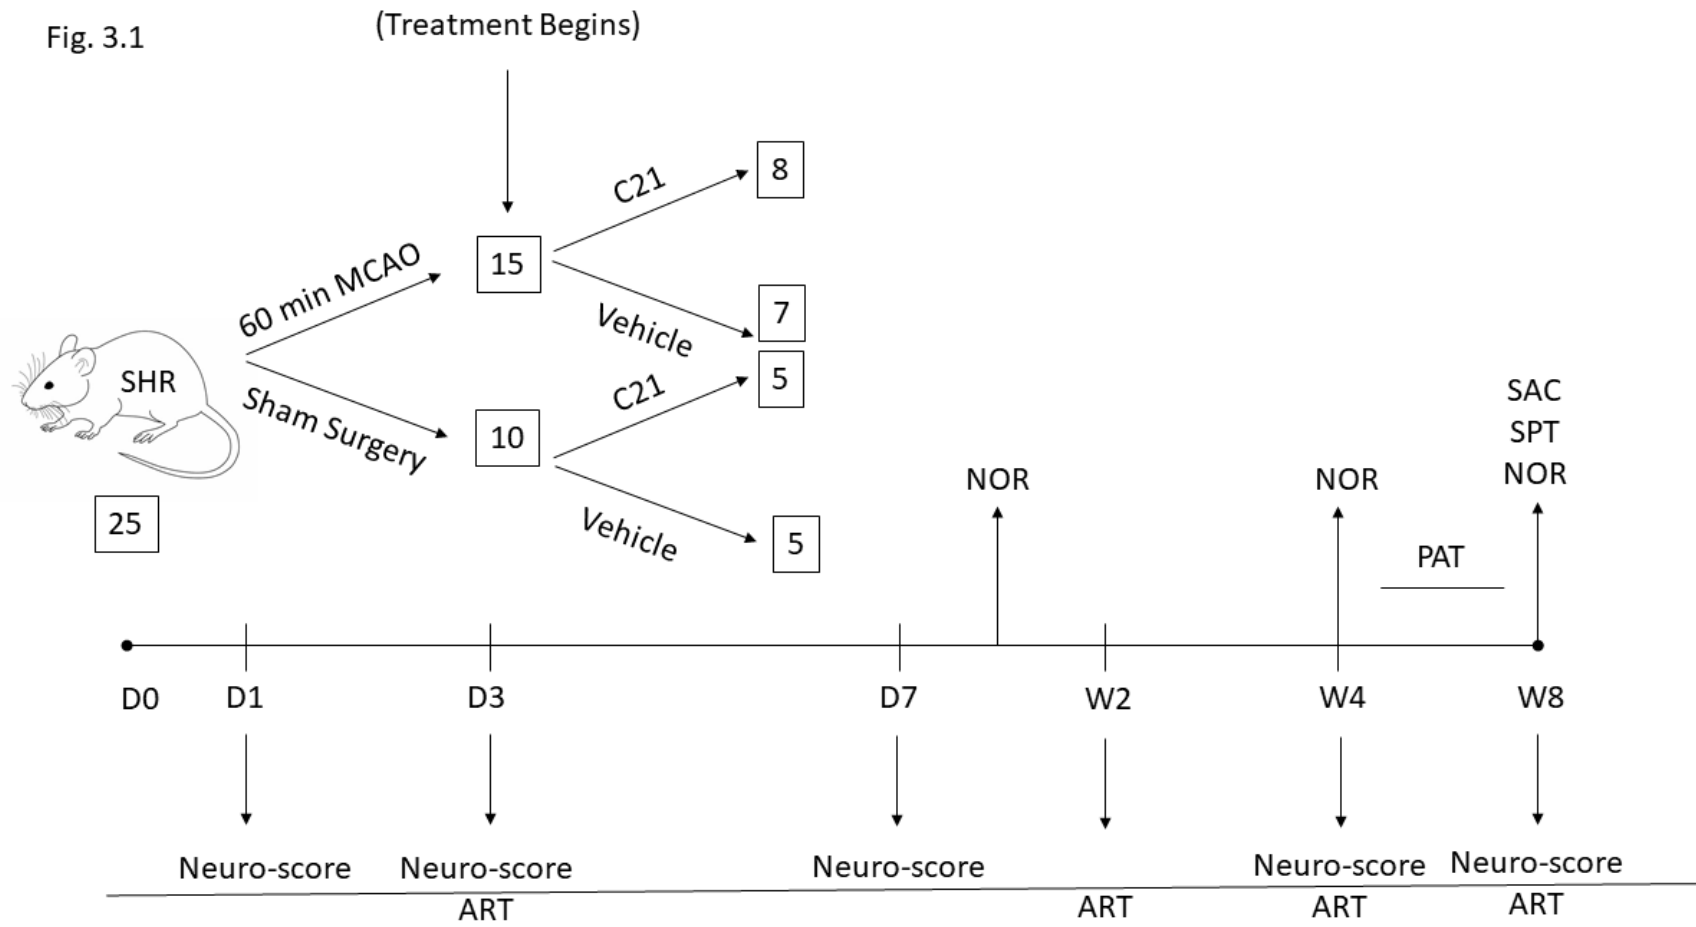 Fig. 3.1
(Treatment Begins)
60 min MCAO
Sham Surgery
SHR
25
15
10
C21
8
Vehicle
7
C21
5
Vehicle
5
NOR
NOR
PAT
SAC
SPT
NOR
D0 D1 D3 D7 W2 W4 W8
Neuro-score Neuro-score Neuro-score Neuro-score Neuro-score
ART ART ART ART